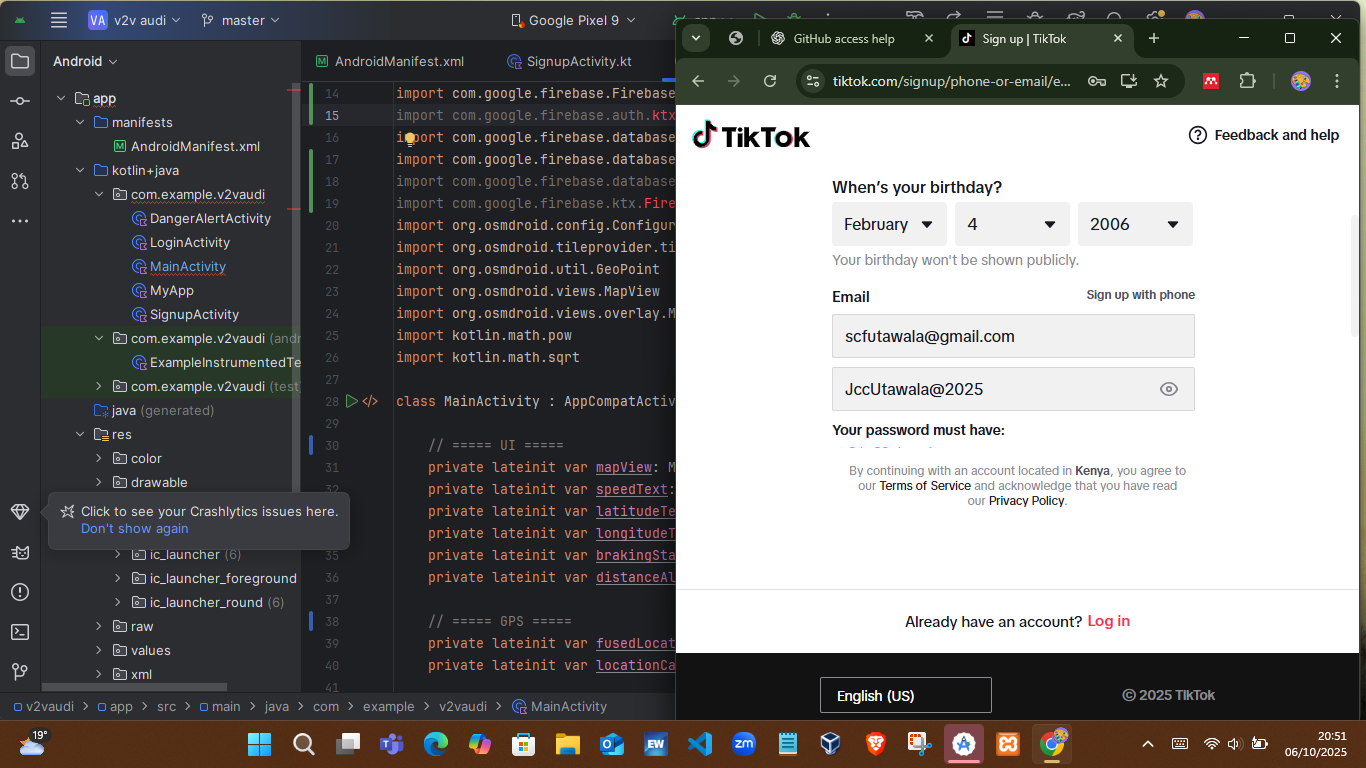 VA v2v audi
master
Google Pixel 9
Android
app
manifests
AndroidManifest.xml
kotlin+java
com.example.v2vaudi
DangerAlertActivity
LoginActivity
MainActivity
MyApp
SignupActivity
com.example.v2vaudi
ExampleInstrumentedTe
com.example.v2vaudi (test)
java (generated)
res
color
drawable
Click to see your Crashlytics issues here.
Don't show again
ic_launcher (6)
ic_launcher_foreground
ic_launcher_round (6)
raw
values
xml
AndroidManifest.xml
SignupActivity.kt
14 import com.google.firebase.Firebase
15 import com.google.firebase.auth.ktx
16 import com.google.firebase.database
17 import com.google.firebase.database
18 import com.google.firebase.database
19 import com.google.firebase.ktx.Fire
20 import org.osmdroid.config.Configur
21 import org.osmdroid.tileprovider.ti
22 import org.osmdroid.util.GeoPoint
23 import org.osmdroid.views.MapView
24 import org.osmdroid.views.overlay.M
25 import kotlin.math.pow
26 import kotlin.math.sqrt
27
28 class MainActivity : AppCompatActiv
29
30 // ===== UI =====
31 private lateinit var mapView: M
32 private lateinit var speedText:
33 private lateinit var latitudeTe
34 private lateinit var longitudeT
35 private lateinit var brakingSta
36 private lateinit var distanceAl
37
38 // ===== GPS =====
39 private lateinit var fusedLocat
40 private lateinit var locationCa
41
v2vaudi > app > src > main > java > com > example > v2vaudi > MainActivity
GitHub access help
Sign up | TikTok
tiktok.com/signup/phone-or-email/e...
TikTok
Feedback and help
When's your birthday?
February 4 2006
Your birthday won't be shown publicly.
Email Sign up with phone
scfutawala@gmail.com
JccUtawala@2025
Your password must have:
By continuing with an account located in Kenya, you agree to
our Terms of Service and acknowledge that you have read
our Privacy Policy.
Already have an account? Log in
English (US)
© 2025 TikTok
19°
EW
zm
20:51
06/10/2025